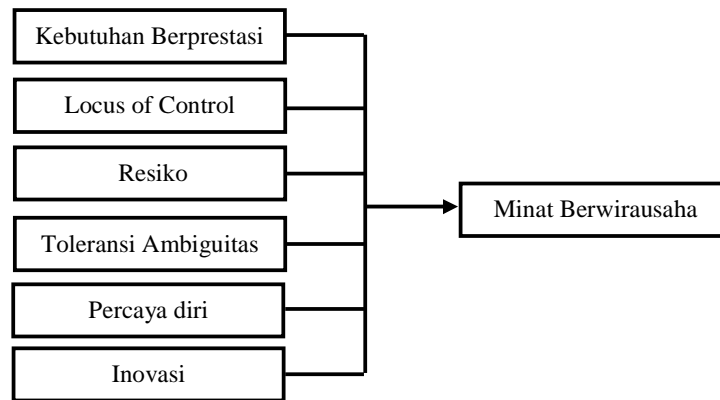 Kebutuhan Berprestasi
Locus of Control
Resiko
Toleransi Ambiguitas
Percaya diri
Inovasi
Minat Berwirausaha